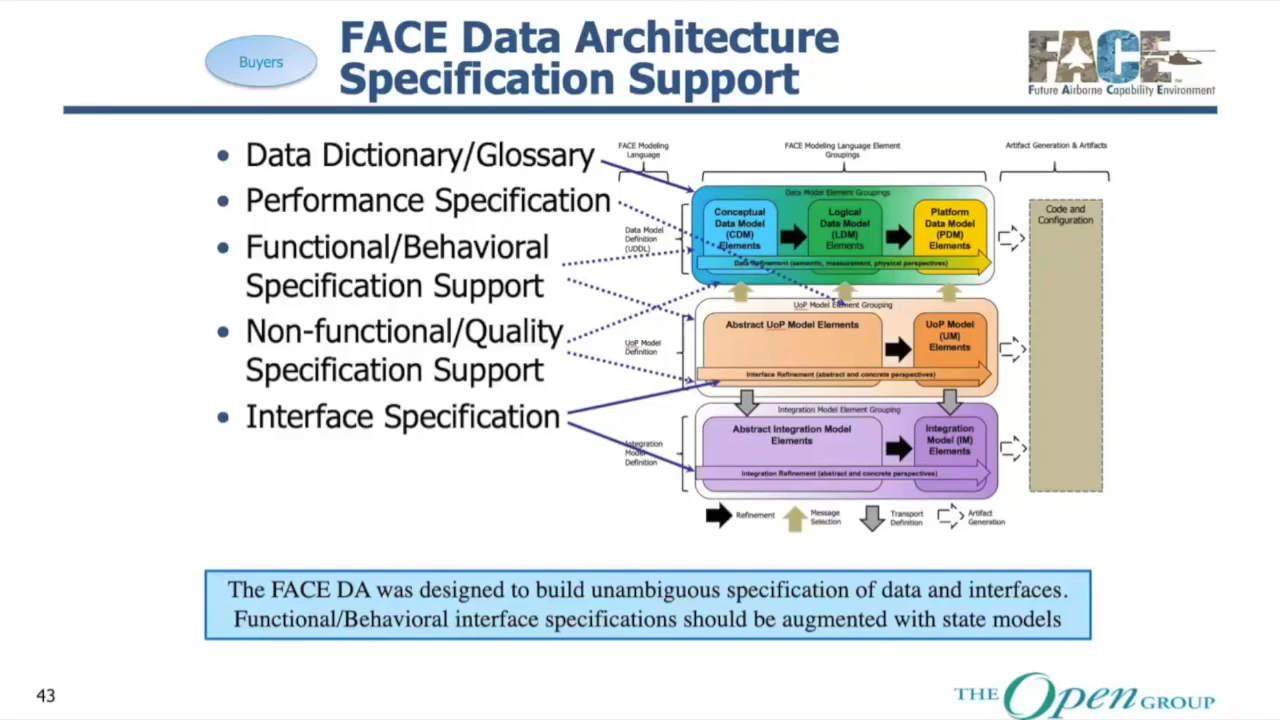 Buyers
FACE Data Architecture
Specification Support
FACE
™
Future Airborne Capability Environment
• Data Dictionary/Glossary
• Performance Specification
• Functional/Behavioral
Specification Support
• Non-functional/Quality
Specification Support
• Interface Specification
FACE Modeling
Language
FACE Modeling Language Element
Groupings
Artifact Generation & Artifacts
Data Model
Definition
(UDDL)
Data Model Element Groupings
Conceptual
Data Model
(CDM)
Elements
Logical
Data Model
(LDM)
Elements
Platform
Data Model
(PDM)
Elements
Data Refinement (semantic, measurement, physical perspectives)
Code and
Configuration
UoP Model
Definition
UoP Model Element Grouping
Abstract UoP Model Elements
UoP Model
(UM)
Elements
Interface Refinement (abstract and concrete perspectives)
Integration
Model
Definition
Integration Model Element Grouping
Abstract Integration Model
Elements
Integration
Model (IM)
Elements
Integration Refinement (abstract and concrete perspectives)
Refinement
Message
Selection
Transport
Definition
Artifact
Generation
The FACE DA was designed to build unambiguous specification of data and interfaces.
Functional/Behavioral interface specifications should be augmented with state models
43
THE Open GROUP